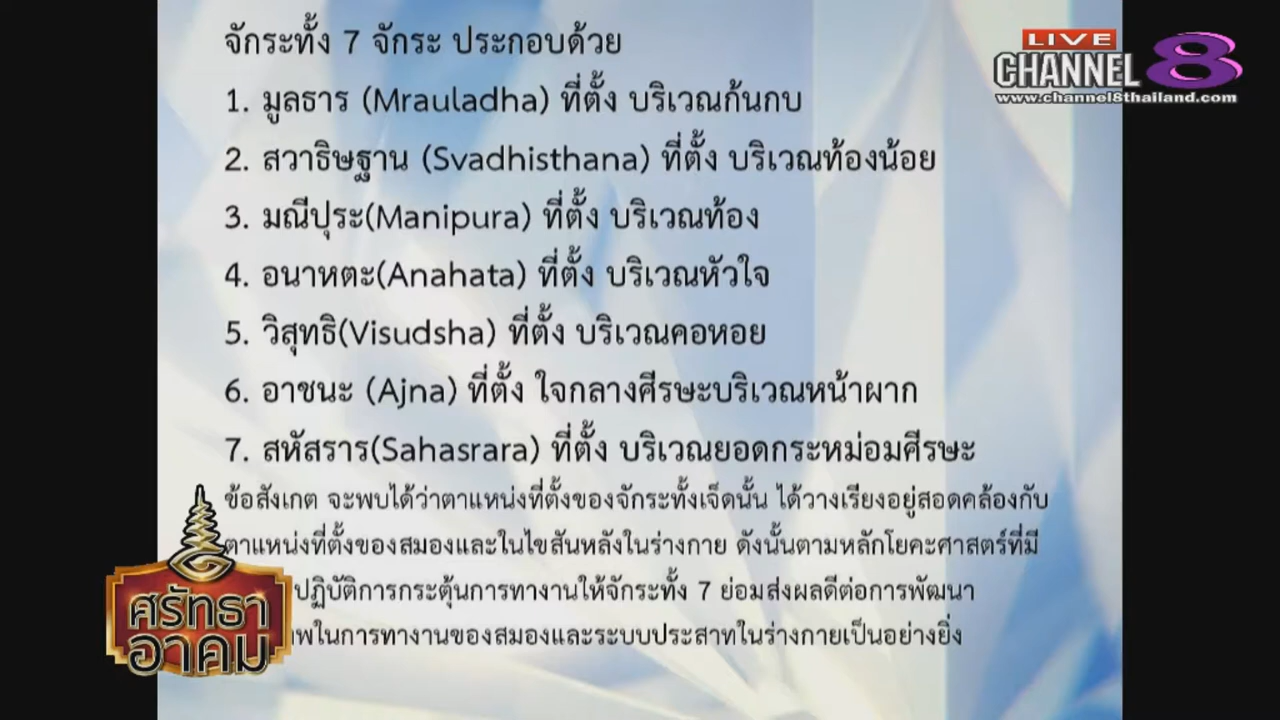 จักระทั้ง 7 จักระ ประกอบด้วย
1. มูลธาร (Mrauladha) ที่ตั้ง บริเวณก้นกบ
2. สวาธิษฐาน (Svadhisthana) ที่ตั้ง บริเวณท้องน้อย
3. มณีปุระ(Manipura) ที่ตั้ง บริเวณท้อง
4. อนาหตะ(Anahata) ที่ตั้ง บริเวณหัวใจ
5. วิสุทธิ(Visudsha) ที่ตั้ง บริเวณคอหอย
6. อาชนะ (Ajna) ที่ตั้ง ใจกลางศีรษะบริเวณหน้าผาก
7. สหัสราร(Sahasrara) ที่ตั้ง บริเวณยอดกระหม่อมศีรษะ
ข้อสังเกต จะพบได้ว่าตาแหน่งที่ตั้งของจักระทั้งเจ็ดนั้น ได้วางเรียงอยู่สอดคล้องกับ
ตาแหน่งที่ตั้งของสมองและในไขสันหลังในร่างกาย ดังนั้นตามหลักโยคะศาสตร์ที่มี
ปฏิบัติการกระตุ้นการทางานให้จักระทั้ง 7 ย่อมส่งผลดีต่อการพัฒนา
ในการทางานของสมองและระบบประสาทในร่างกายเป็นอย่างยิ่ง
LIVE
CHANNEL 8
www.channel8thailand.com
ศรัทธา
อาคม